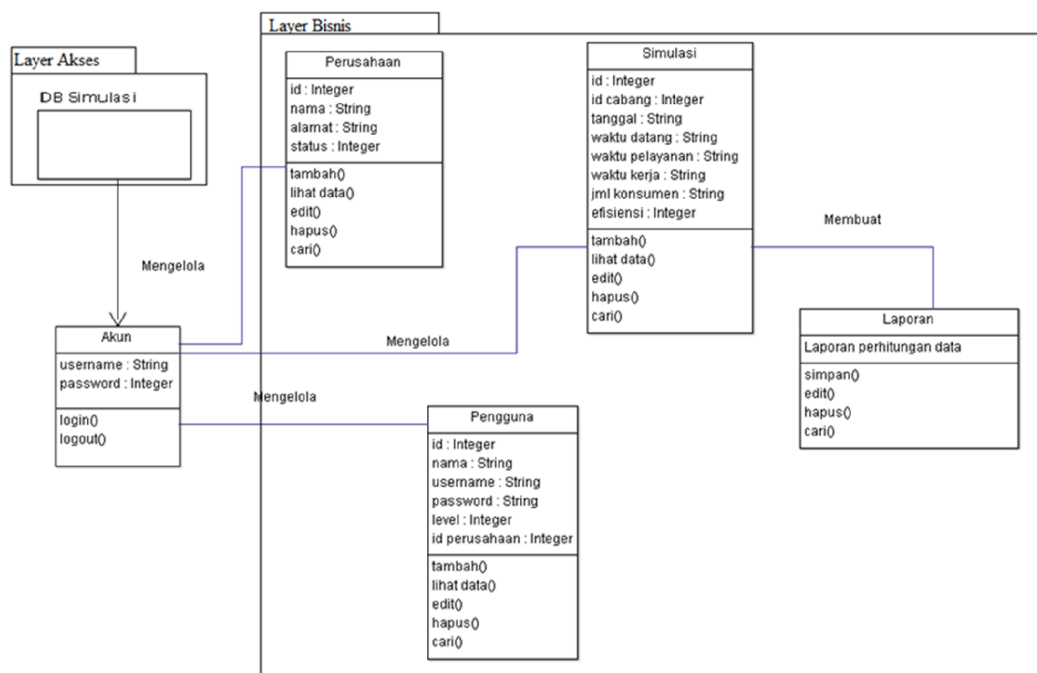 Layer Akses
DB Simulasi
Layer Bisnis
Perusahaan
id : Integer
nama : String
alamat : String
status : Integer
tambah()
lihat data()
edit()
hapus()
cari()
Simulasi
id : Integer
id cabang : Integer
tanggal : String
waktu datang : String
waktu pelayanan : String
waktu kerja : String
jml konsumen : String
efisiensi : Integer
tambah()
lihat data()
edit()
hapus()
cari()
Membuat
Mengelola
Akun
username : String
password : Integer
login()
logout()
Mengelola
Mengelola
Laporan
Laporan perhitungan data
simpan()
edit()
hapus()
cari()
Pengguna
id : Integer
nama : String
username : String
password : String
level : Integer
id perusahaan : Integer
tambah()
lihat data()
edit()
hapus()
cari()